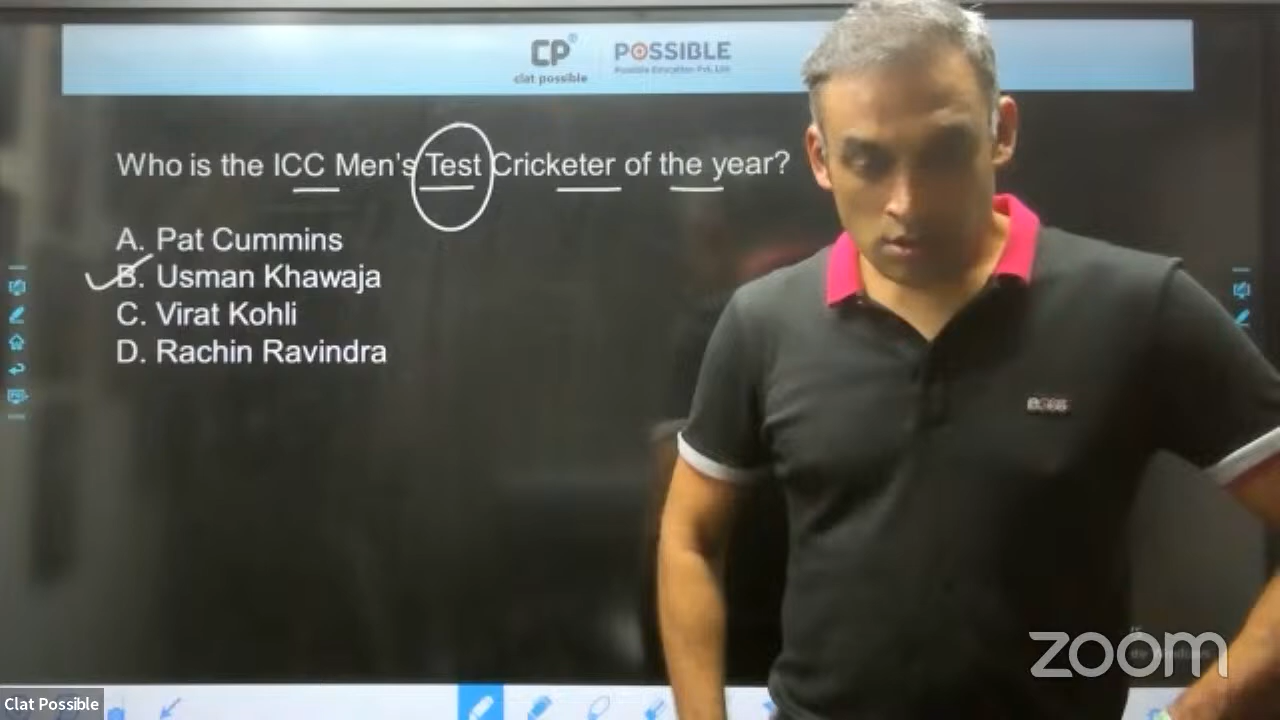 CP®
clat possible
POSSIBLE
Possible Education Pvt. Ltd.
Who is the ICC Men's Test Cricketer of the year?
A. Pat Cummins
B. Usman Khawaja
C. Virat Kohli
D. Rachin Ravindra
BOSS
zoom
Clat Possible